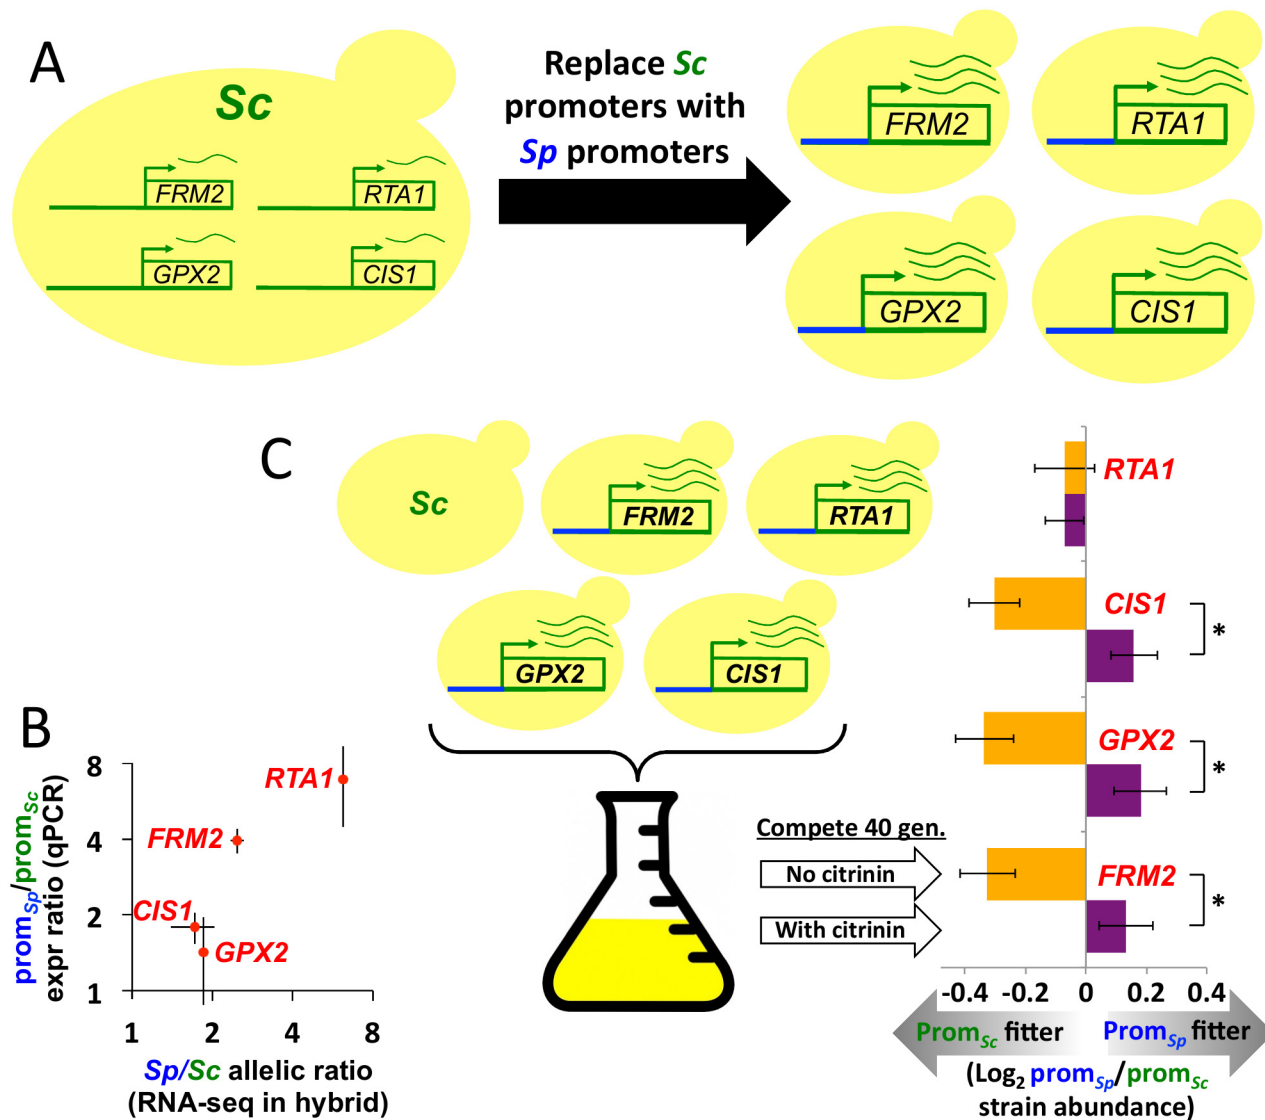 A
Sc
FRM2
RTA1
GPX2
CIS1
Replace Sc
promoters with
Sp promoters
FRM2
RTA1
GPX2
CIS1
B
8
4
2
1
1
2
4
8
RTA1
FRM2
CIS1
GPX2
promSp/promSc
expr ratio (qPCR)
Sp/Sc allelic ratio
(RNA-seq in hybrid)
C
Sc
FRM2
RTA1
GPX2
CIS1
Compete 40 gen.
No citrinin
With citrinin
RTA1
CIS1
*
GPX2
*
FRM2
*
-0.4
-0.2
0
0.2
0.4
PromSc fitter
PromSp fitter
(Log2 promSp/promSc
strain abundance)